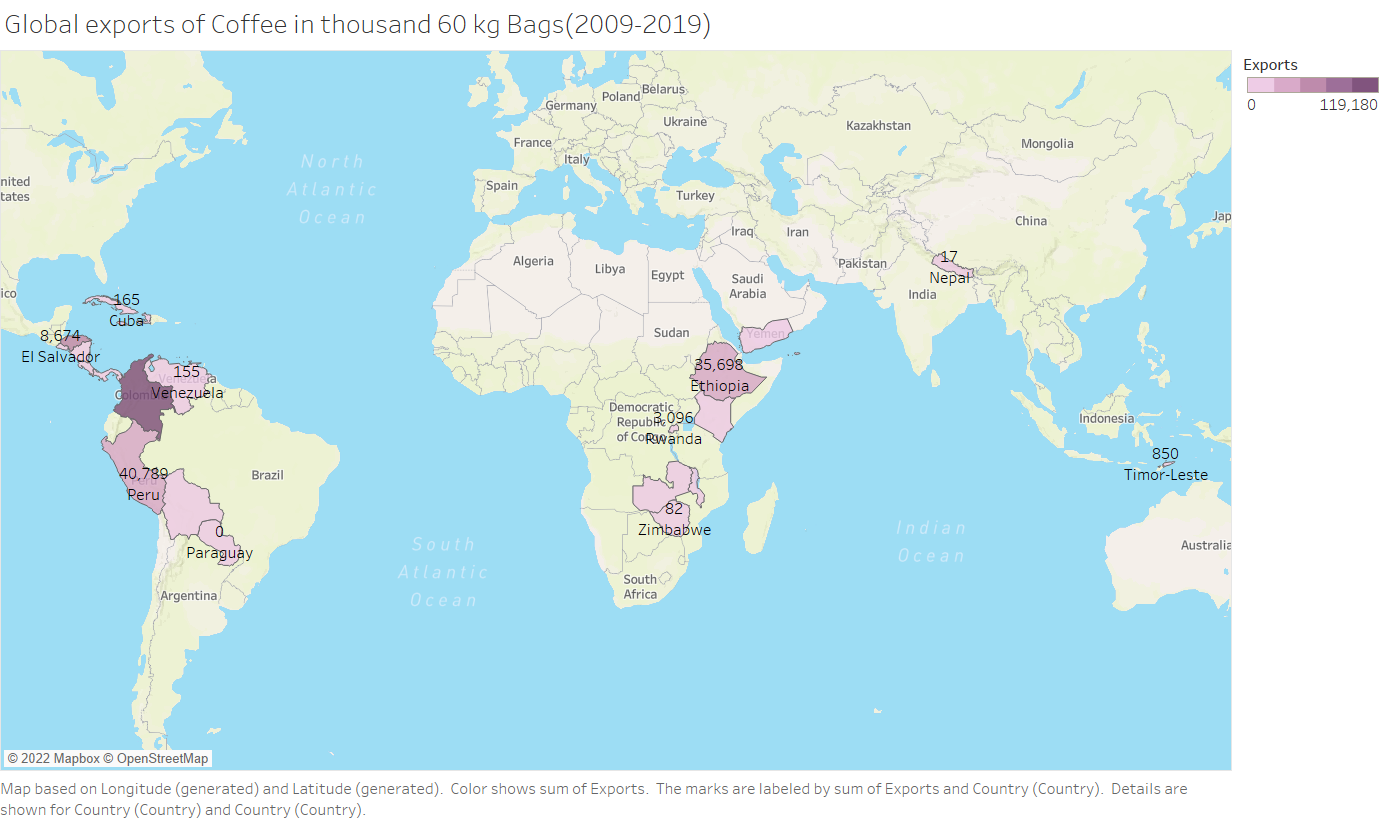 Global exports of Coffee in thousand 60 kg Bags(2009-2019)
Exports
0
119,180
Belarus
Poland
Germany
Ukraine
Kazakhstan
France
Mongolia
Italy
North
Atlantic
Ocean
nited
tates
Spain
Turkey
China
Jap
Iraq
Iran
Algeria
Libya
Egypt
Pakistan
17
Nepal
Saudi
Arabia
India
ico
165
Cuba
Sudan
Yemen
8,674
El Salvador
155
Venezuela
Venezuela
35,698
Ethiopia
Democratic
Republic
of Congo
3,096
Rwanda
Indonesia
850
Timor-Leste
Brazil
40,789
Peru
Peru
82
Zimbabwe
0
Paraguay
Indian
Ocean
South
Atlantic
Ocean
Australia
South
Africa
Argentina
© 2022 Mapbox © OpenStreetMap
Map based on Longitude (generated) and Latitude (generated).  Color shows sum of Exports.  The marks are labeled by sum of Exports and Country (Country).  Details are
shown for Country (Country) and Country (Country).